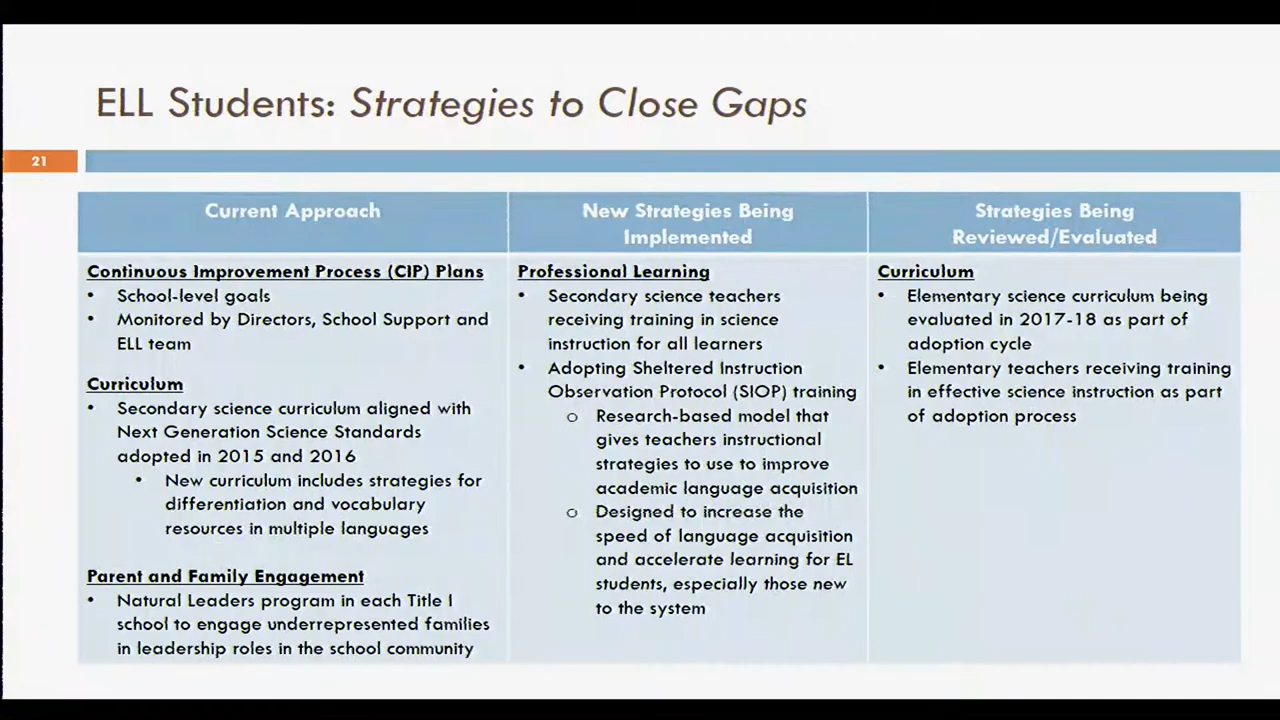 ELL Students: Strategies to Close Gaps
21
Current Approach
Continuous Improvement Process (CIP) Plans
• School-level goals
• Monitored by Directors, School Support and
ELL team
Curriculum
• Secondary science curriculum aligned with
Next Generation Science Standards
adopted in 2015 and 2016
• New curriculum includes strategies for
differentiation and vocabulary
resources in multiple languages
Parent and Family Engagement
• Natural Leaders program in each Title I
school to engage underrepresented families
in leadership roles in the school community
New Strategies Being
Implemented
Professional Learning
• Secondary science teachers
receiving training in science
instruction for all learners
• Adopting Sheltered Instruction
Observation Protocol (SIOP) training
o Research-based model that
gives teachers instructional
strategies to use to improve
academic language acquisition
o Designed to increase the
speed of language acquisition
and accelerate learning for EL
students, especially those new
to the system
Strategies Being
Reviewed/Evaluated
Curriculum
• Elementary science curriculum being
evaluated in 2017-18 as part of
adoption cycle
• Elementary teachers receiving training
in effective science instruction as part
of adoption process